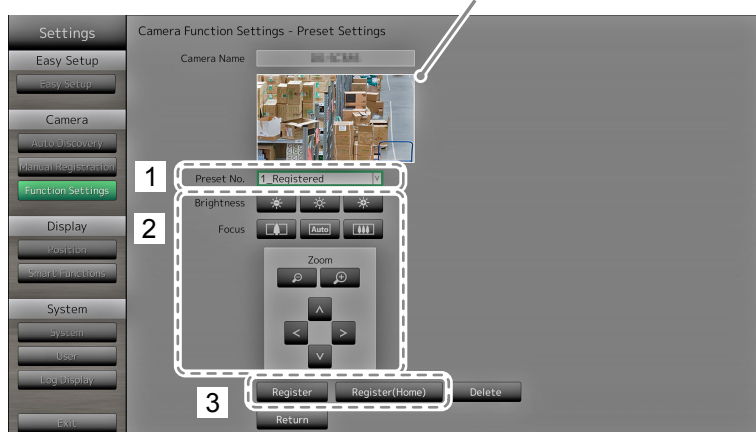 Settings
Camera Function Settings - Preset Settings
Easy Setup
Easy Setup
Camera
Auto Discovery
Manual Registration
Function Settings
Display
Position
Smart Functions
System
System
User
Log Display
Exit
Camera Name
1
Preset No. 1_Registered
2
Brightness
Focus Auto
Zoom
3
Register Register(Home) Delete
Return